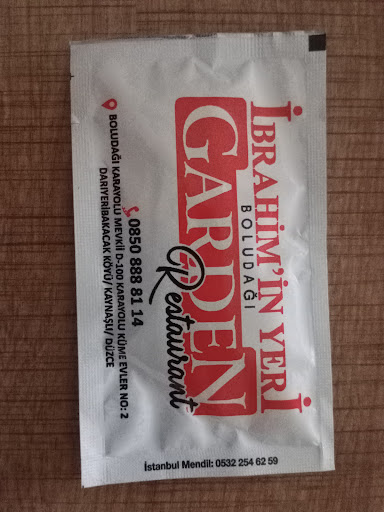 İBRAHİM'İN YERİ
BOLUDAĞI
GARDEN
Restaurant
0850 888 81 14
BOLUDAĞI KARAYOLU MEVKİİ D-100 KARAYOLU KÜME EVLER NO: 2
DARIYERİBAKACAK KÖYÜ/ KAYNAŞLI/ DÜZCE
İstanbul Mendil: 0532 254 62 59